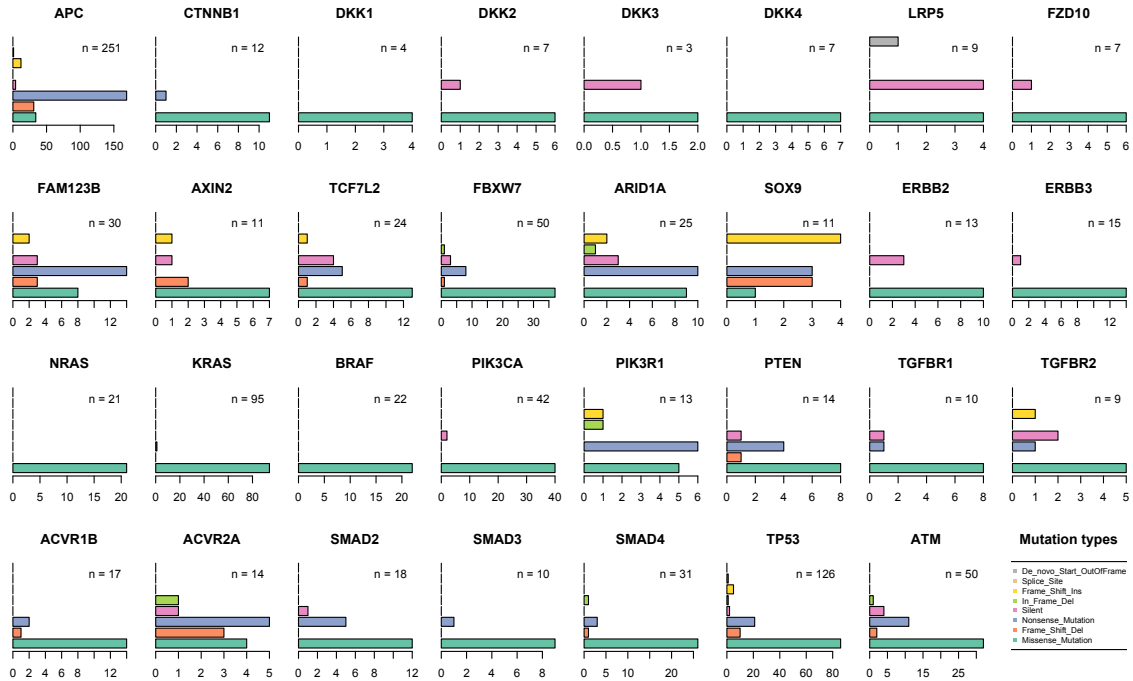 APC CTNNB1 DKK1 DKK2 DKK3 DKK4 LRP5 FZD10
n = 251 n = 12 n = 4 n = 7 n = 3 n = 7 n = 9 n = 7
0 50 100 150 0 2 4 6 8 10 0 1 2 3 4 0 1 2 3 4 5 6 0.0 0.5 1.0 1.5 2.0 0 1 2 3 4 5 6 7 0 1 2 3 4 0 1 2 3 4 5 6
FAM123B AXIN2 TCF7L2 FBXW7 ARID1A SOX9 ERBB2 ERBB3
n = 30 n = 11 n = 24 n = 50 n = 25 n = 11 n = 13 n = 15
0 2 4 6 8 12 0 1 2 3 4 5 6 7 0 2 4 6 8 12 0 10 20 30 0 2 4 6 8 10 0 1 2 3 4 0 2 4 6 8 10 0 2 4 6 8 12
NRAS KRAS BRAF PIK3CA PIK3R1 PTEN TGFBR1 TGFBR2
n = 21 n = 95 n = 22 n = 42 n = 13 n = 14 n = 10 n = 9
0 5 10 15 20 0 20 40 60 80 0 5 10 15 20 0 10 20 30 40 0 1 2 3 4 5 6 0 2 4 6 8 0 2 4 6 8 0 1 2 3 4 5
ACVR1B ACVR2A SMAD2 SMAD3 SMAD4 TP53 ATM Mutation types
n = 17 n = 14 n = 18 n = 10 n = 31 n = 126 n = 50
De_novo_Start_OutOfFrame
Splice_Site
Frame_Shift_Ins
In_Frame_Del
Silent
Nonsense_Mutation
Frame_Shift_Del
Missense_Mutation
0 2 4 6 8 12 0 1 2 3 4 5 0 2 4 6 8 10 12 0 2 4 6 8 0 5 10 20 0 20 40 60 80 0 5 10 20 30